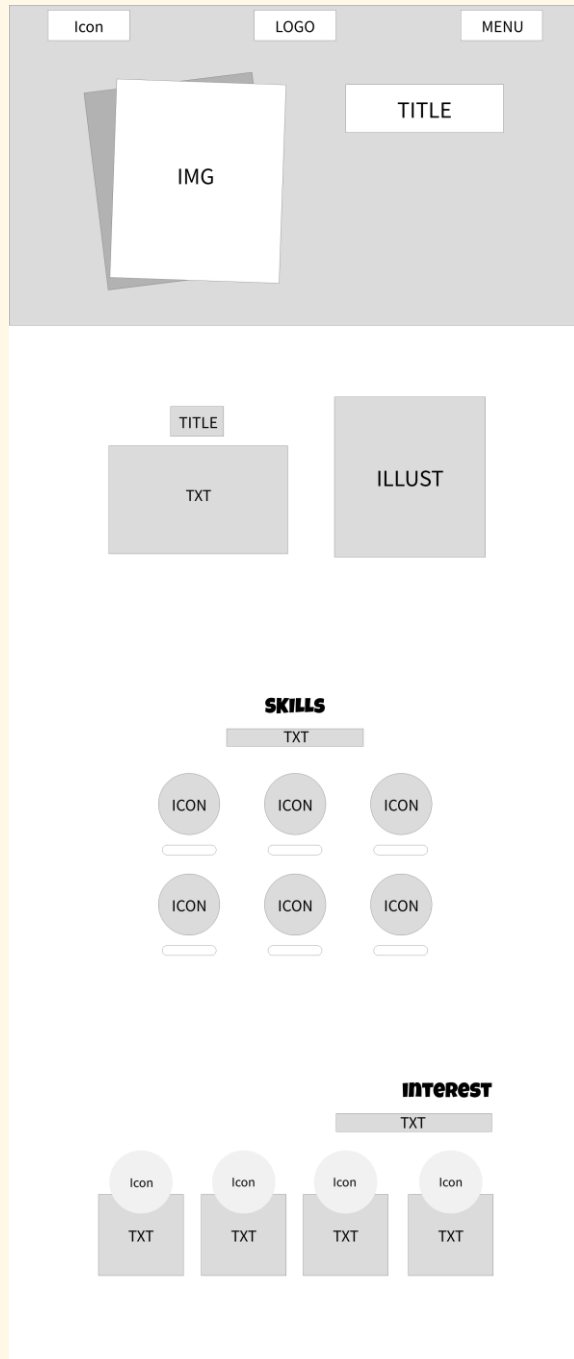 Icon LOGO MENU
TITLE
IMG
TITLE
TXT
ILLUST
SKILLS
TXT
ICON ICON ICON
ICON ICON ICON
INTEREST
TXT
Icon Icon Icon Icon
TXT TXT TXT TXT